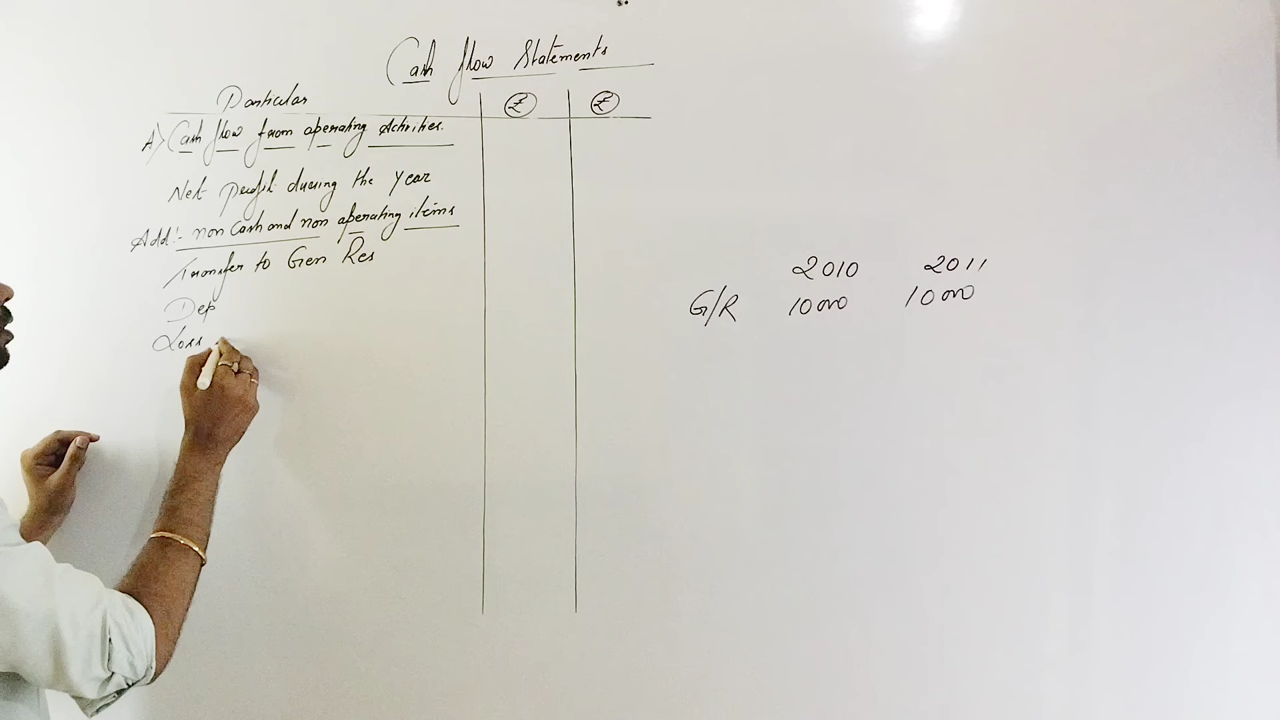 Cash flow Statements
Particular ₹ ₹
A) Cash flow from operating Activities.
Net profit during the year
Add:- non Cash and non operating items
Transfer to Gen Res
Dep
Loss
2010 2011
G/R 10000 10000